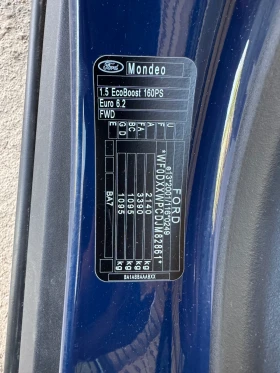 Ford
Mondeo
1.5 EcoBoost 160PS
Euro 6.2
FWD
FORD
*WF0DXXWPCDJM82861*
2140 kg
3390 kg
1095 kg
1095 kg
BAT